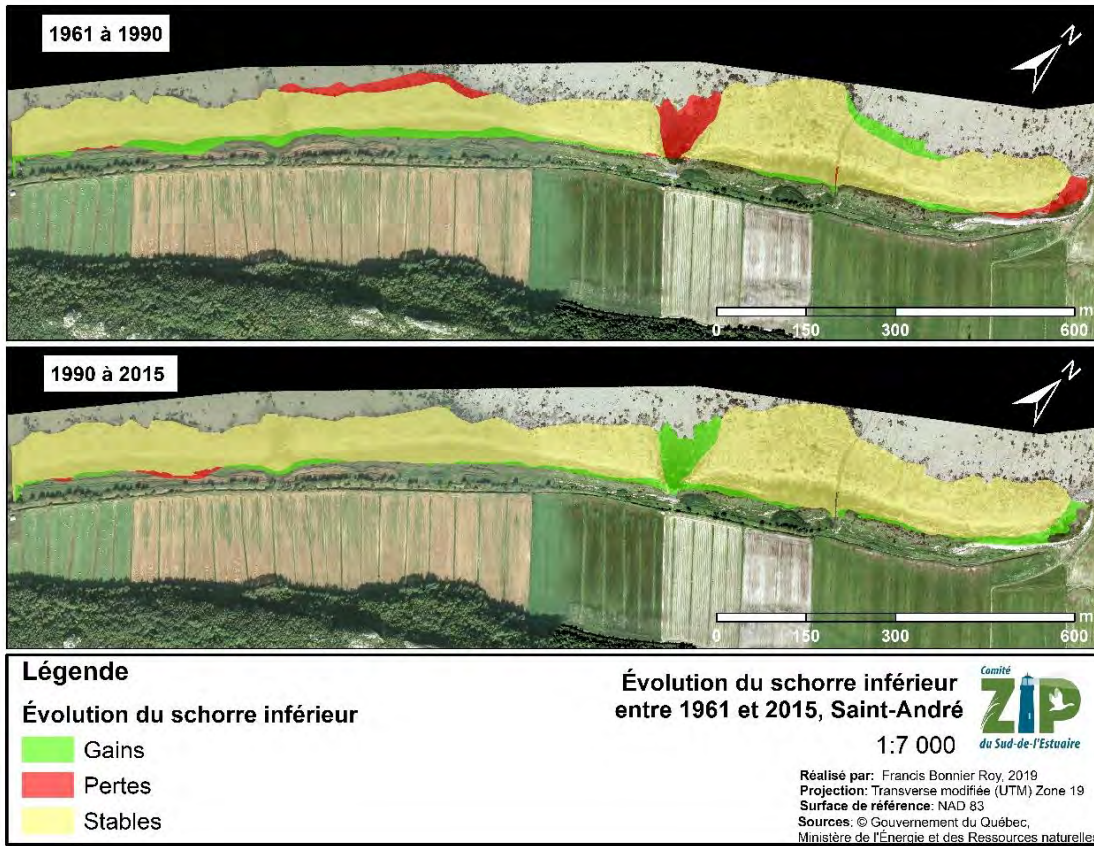 1961 à 1990
N
m
0 150 300 600
1990 à 2015
N
m
0 150 300 600
Légende
Évolution du schorre inférieur
Gains
Pertes
Stables
Évolution du schorre inférieur
entre 1961 et 2015, Saint-André
1:7 000
Comité
ZIP
du Sud-de-l'Estuaire
Réalisé par: Francis Bonnier Roy, 2019
Projection: Transverse modifiée (UTM) Zone 19
Surface de référence: NAD 83
Sources: © Gouvernement du Québec,
Ministère de l'Énergie et des Ressources naturelles